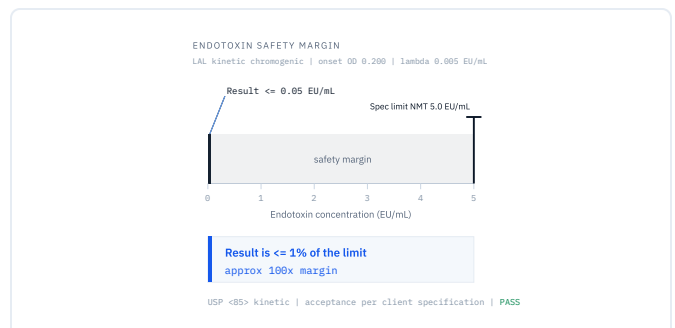 ENDOTOXIN SAFETY MARGIN
LAL kinetic chromogenic | onset OD 0.200 | lambda 0.005 EU/mL
Result <= 0.05 EU/mL
Spec limit NMT 5.0 EU/mL
safety margin
0 1 2 3 4 5
Endotoxin concentration (EU/mL)
Result is <= 1% of the limit
approx 100x margin
USP <85> kinetic | acceptance per client specification | PASS